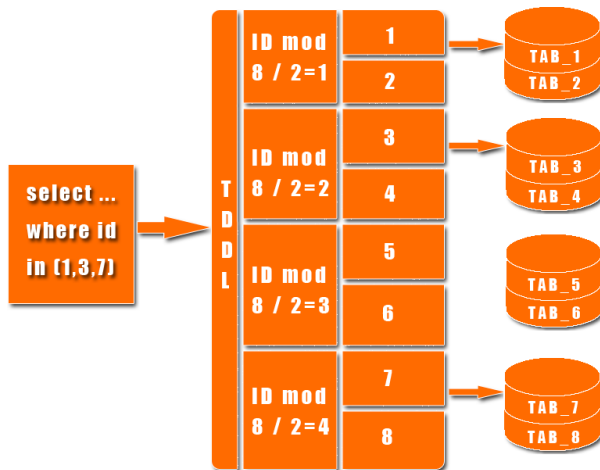 select ...
where id
in (1,3,7)
T
D
D
L
ID mod
8 / 2=1
1
2
ID mod
8 / 2=2
3
4
ID mod
8 / 2=3
5
6
ID mod
8 / 2=4
7
8
TAB_1
TAB_2
TAB_3
TAB_4
TAB_5
TAB_6
TAB_7
TAB_8